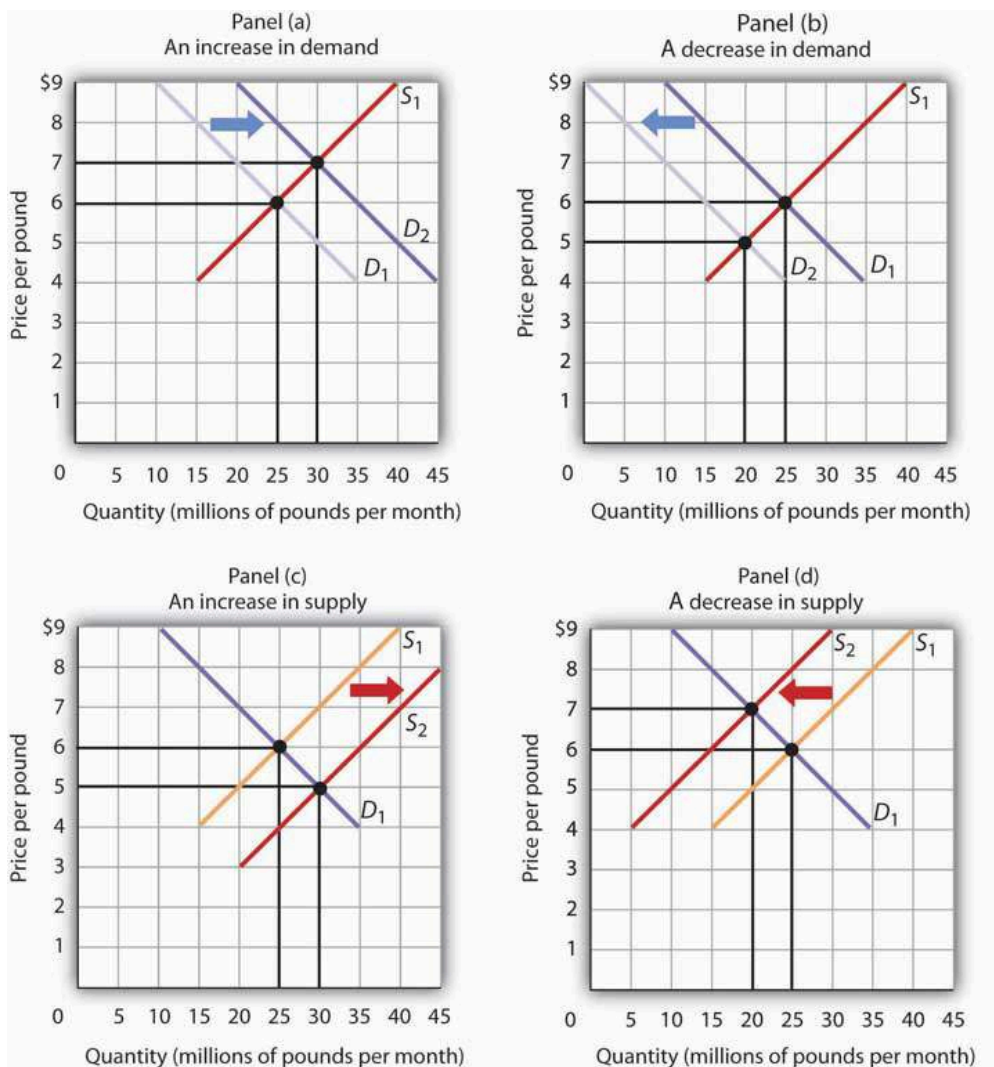 Panel (a)
An increase in demand
$9
8
7
6
5
4
3
2
1
0 5 10 15 20 25 30 35 40 45
S1
D2
D1
Price per pound
Quantity (millions of pounds per month)
Panel (b)
A decrease in demand
$9
8
7
6
5
4
3
2
1
0 5 10 15 20 25 30 35 40 45
S1
D2 D1
Price per pound
Quantity (millions of pounds per month)
Panel (c)
An increase in supply
$9
8
7
6
5
4
3
2
1
0 5 10 15 20 25 30 35 40 45
S1
S2
D1
Price per pound
Quantity (millions of pounds per month)
Panel (d)
A decrease in supply
$9
8
7
6
5
4
3
2
1
0 5 10 15 20 25 30 35 40 45
S2 S1
D1
Price per pound
Quantity (millions of pounds per month)